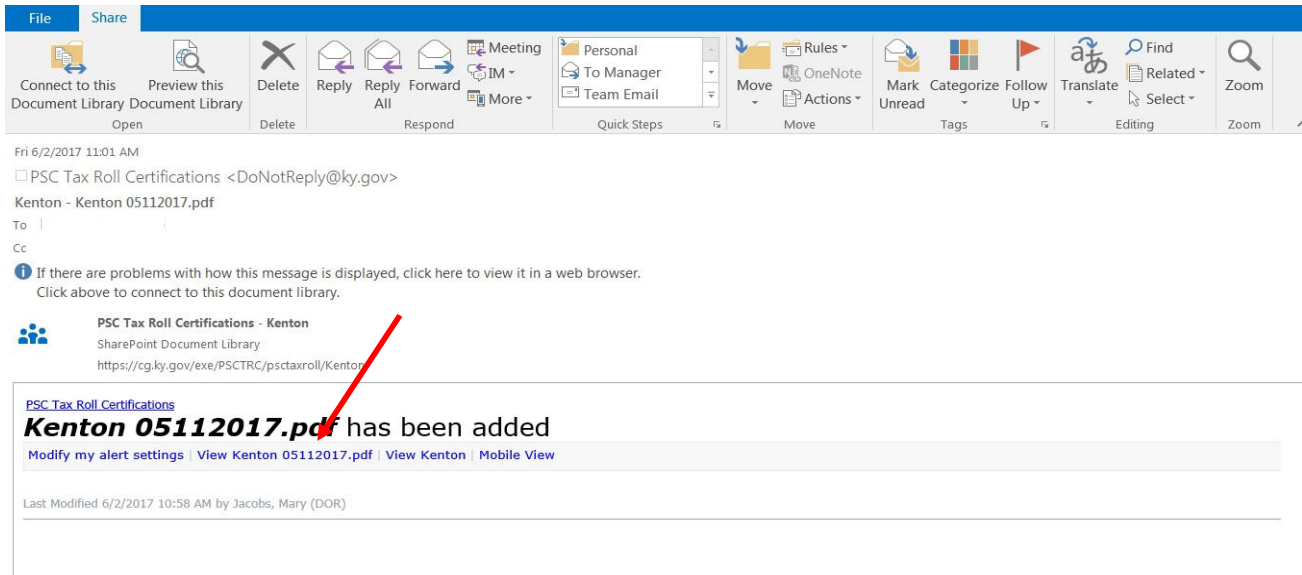 File Share
Connect to this Document Library
Preview this Document Library
Open
Delete
Delete
Reply
Reply All
Forward
Meeting
IM
More
Respond
Personal
To Manager
Team Email
Quick Steps
Move
Rules
OneNote
Actions
Move
Mark Unread
Categorize
Follow Up
Tags
Translate
あ
Find
Related
Select
Editing
Zoom
Zoom
Fri 6/2/2017 11:01 AM
PSC Tax Roll Certifications <DoNotReply@ky.gov>
Kenton - Kenton 05112017.pdf
To
Cc
If there are problems with how this message is displayed, click here to view it in a web browser.
Click above to connect to this document library.
PSC Tax Roll Certifications - Kenton
SharePoint Document Library
https://cg.ky.gov/exe/PSCTRC/psctaxroll/Kenton
PSC Tax Roll Certifications
Kenton 05112017.pdf has been added
Modify my alert settings | View Kenton 05112017.pdf | View Kenton | Mobile View
Last Modified 6/2/2017 10:58 AM by Jacobs, Mary (DOR)